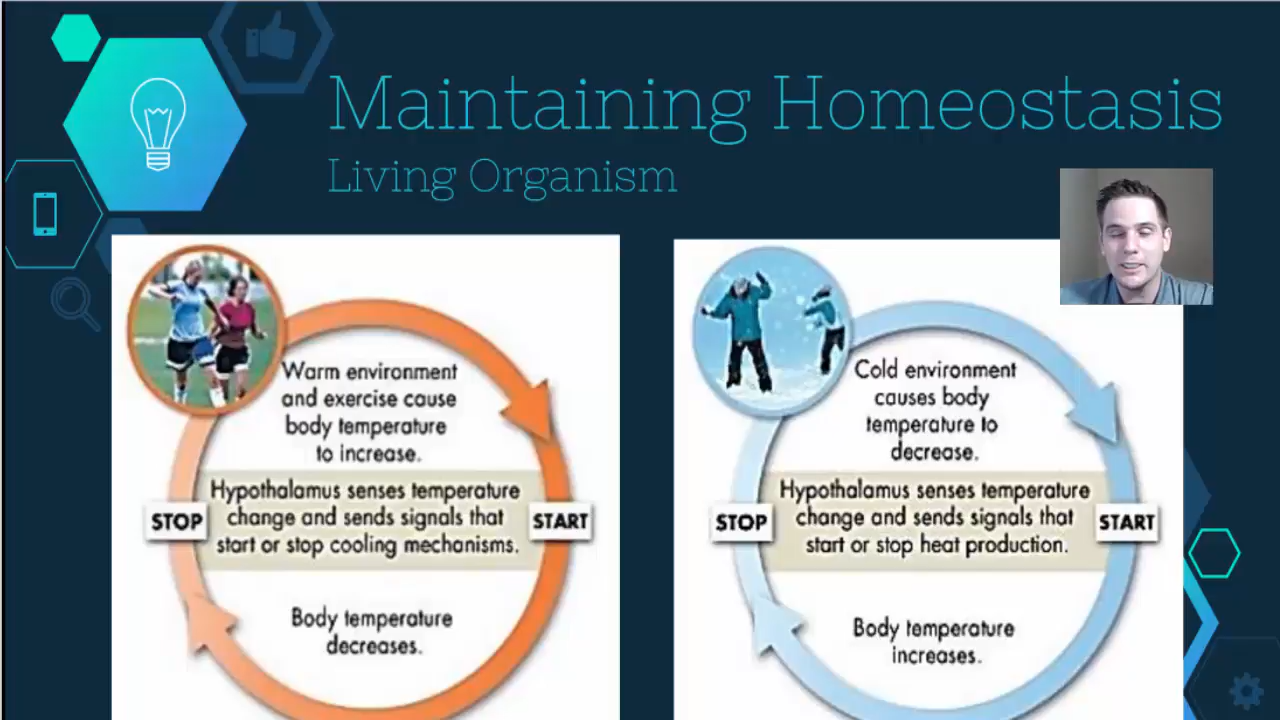 Maintaining Homeostasis
Living Organism
Warm environment
and exercise cause
body temperature
to increase.
Hypothalamus senses temperature
change and sends signals that
start or stop cooling mechanisms.
STOP
START
Body temperature
decreases.
Cold environment
causes body
temperature to
decrease.
Hypothalamus senses temperature
change and sends signals that
start or stop heat production.
STOP
START
Body temperature
increases.